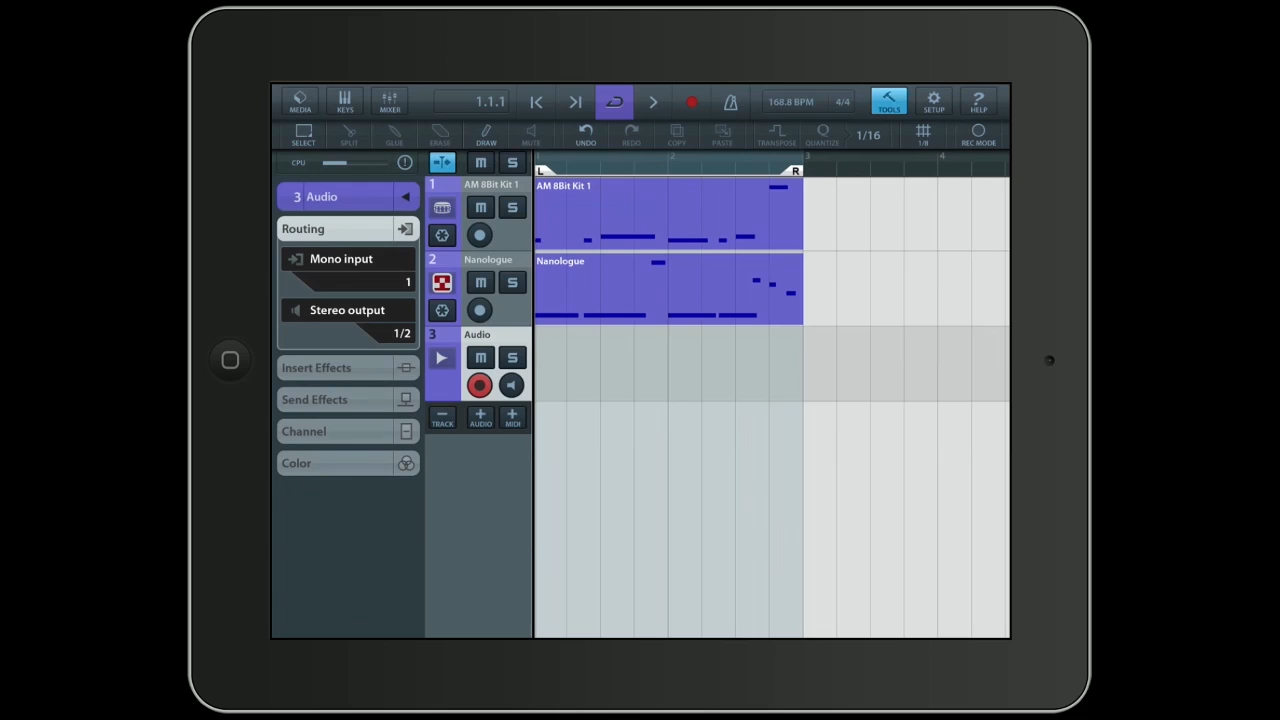 MEDIA KEYS MIXER 1.1.1 168.8 BPM 4/4 TOOLS SETUP HELP
SELECT SPLIT GLUE ERASE DRAW MUTE UNDO REDO COPY PASTE TRANSPOSE QUANTIZE 1/16 1/8 REC MODE
CPU M S 1 2 3 4
L R
3 Audio
Routing
Mono input
1
Stereo output
1/2
Insert Effects
Send Effects
Channel
Color
1 AM 8Bit Kit 1
M S
2 Nanologue
M S
3 Audio
M S
TRACK AUDIO MIDI
AM 8Bit Kit 1
Nanologue